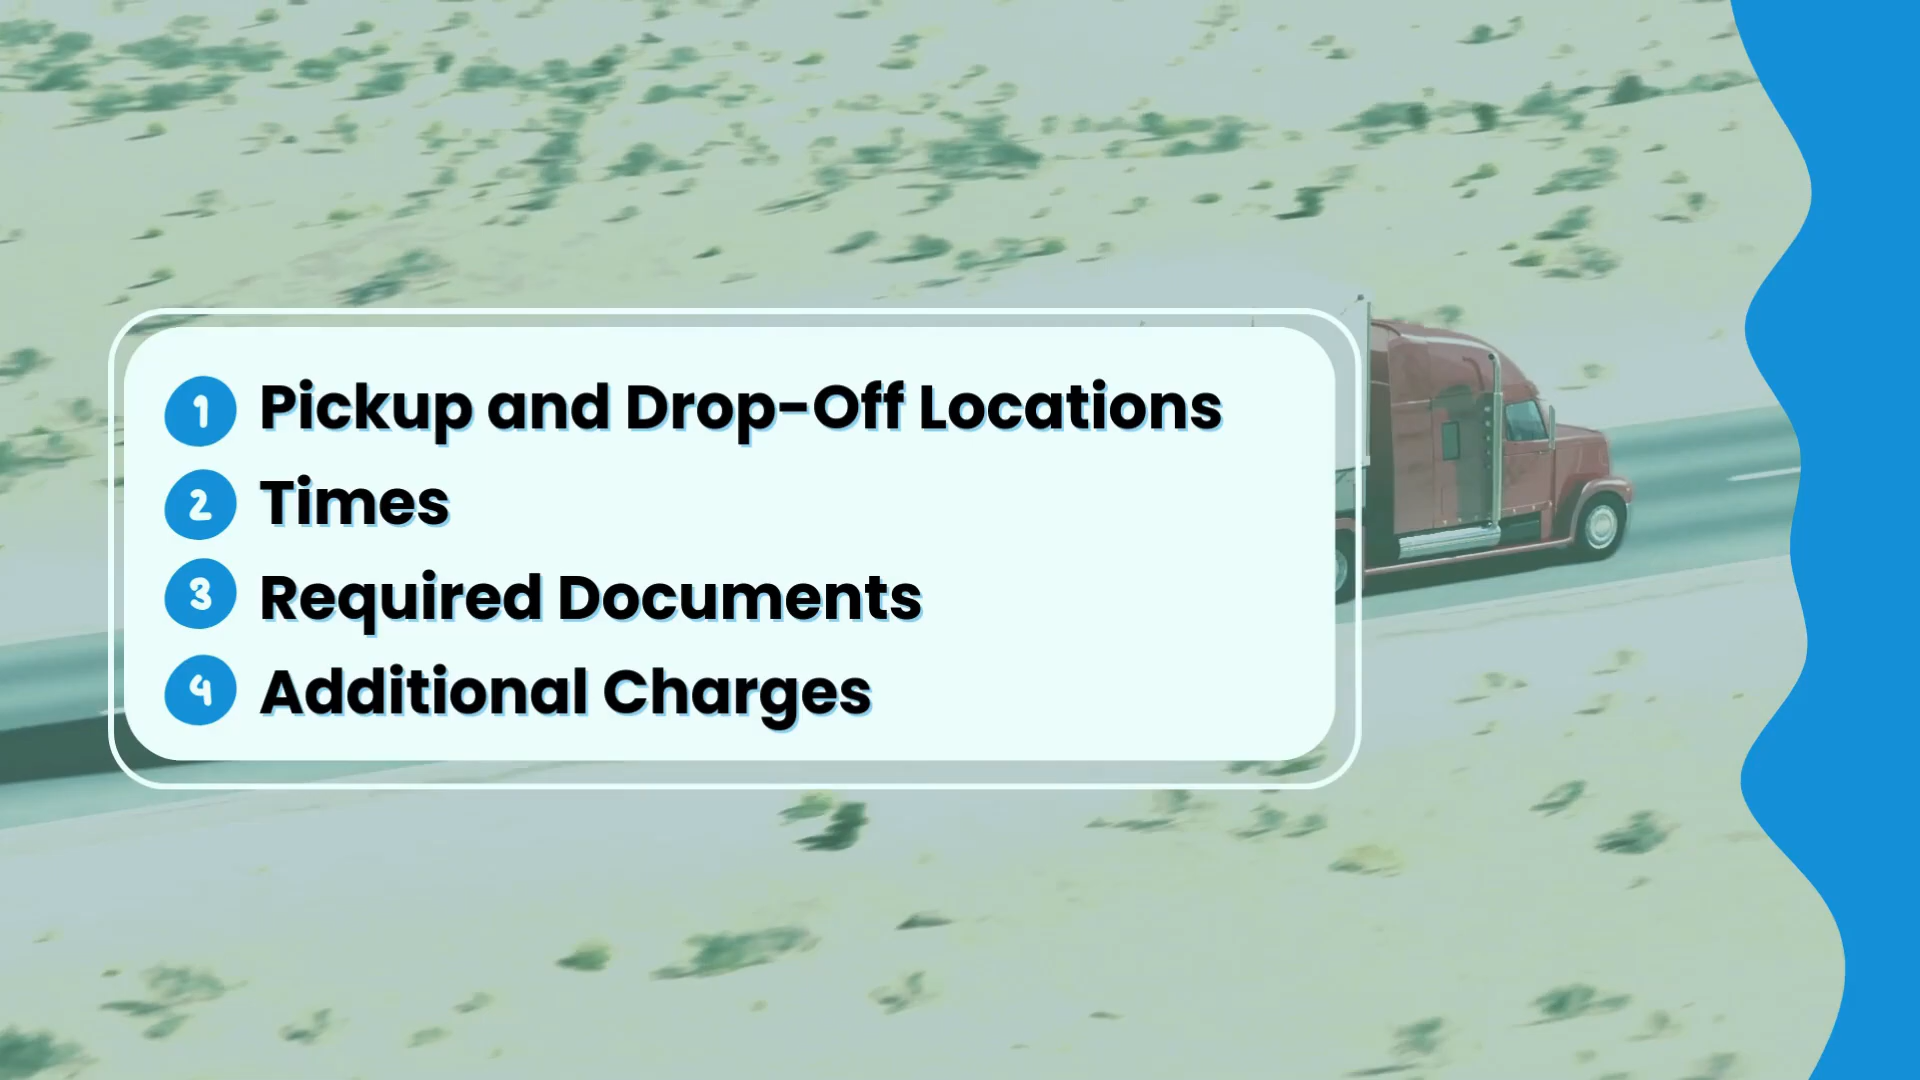 1 Pickup and Drop-Off Locations
2 Times
3 Required Documents
4 Additional Charges